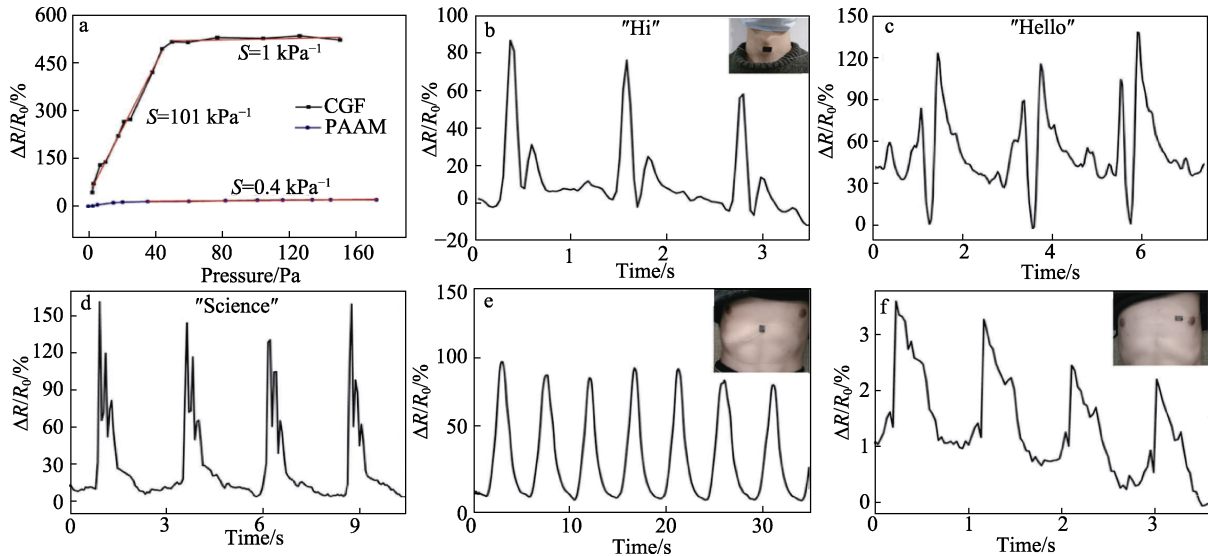 a
600
450
300
150
0
ΔR/R₀/%
S=1 kPa⁻¹
S=101 kPa⁻¹
CGF
PAAM
S=0.4 kPa⁻¹
0 40 80 120 160
Pressure/Pa
b
"Hi"
100
80
60
40
20
0
−20
ΔR/R₀/%
0 1 2 3
Time/s
c
"Hello"
150
120
90
60
30
0
ΔR/R₀/%
0 2 4 6
Time/s
d
"Science"
150
120
90
60
30
0
ΔR/R₀/%
0 3 6 9
Time/s
e
150
100
50
0
ΔR/R₀/%
0 10 20 30
Time/s
f
3
2
1
0
ΔR/R₀/%
0 1 2 3
Time/s